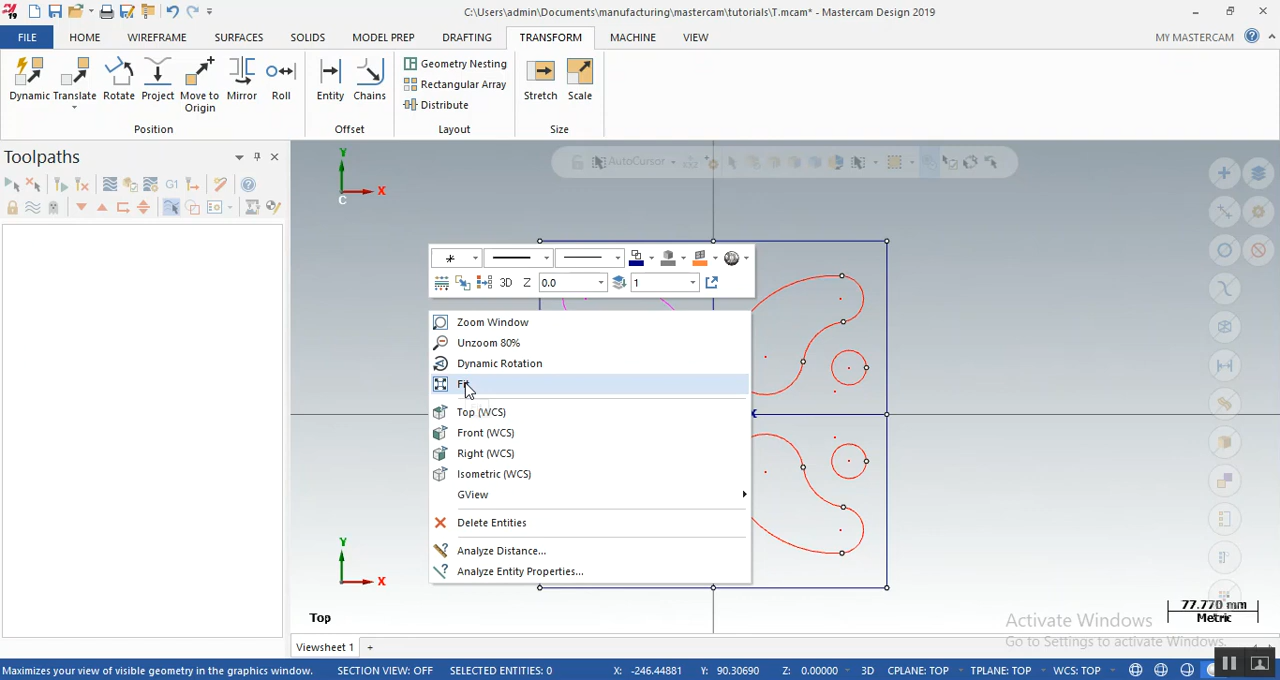 C:\Users\admin\Documents\manufacturing\mastercam\tutorials\T.mcam* - Mastercam Design 2019
FILE HOME WIREFRAME SURFACES SOLIDS MODEL PREP DRAFTING TRANSFORM MACHINE VIEW MY MASTERCAM
Dynamic Translate Rotate Project Move to Origin Mirror Roll
Entity Chains
Geometry Nesting
Rectangular Array
Distribute
Stretch Scale
Position Offset Layout Size
Toolpaths
AutoCursor
G1
Y
X
C
3D Z 0.0 1
Zoom Window
Unzoom 80%
Dynamic Rotation
Top (WCS)
Front (WCS)
Right (WCS)
Isometric (WCS)
GView
Delete Entities
Analyze Distance...
Analyze Entity Properties...
X
Y
X
Top
77.770 mm
Metric
Activate Windows
Go to Settings to activate Windows.
Viewsheet 1 +
Maximizes your view of visible geometry in the graphics window. SECTION VIEW: OFF SELECTED ENTITIES: 0 X: -246.44881 Y: 90.30690 Z: 0.00000 3D CPLANE: TOP TPLANE: TOP WCS: TOP